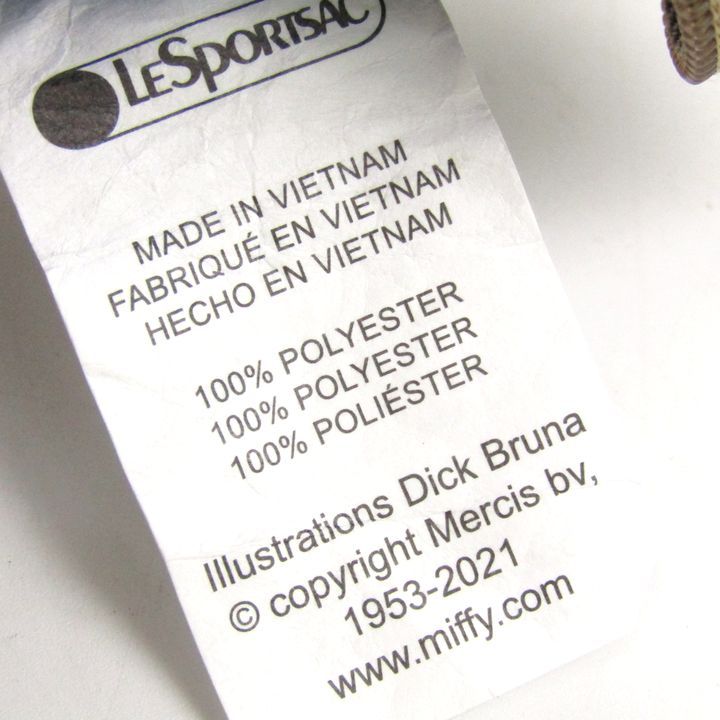 LeSportsac
MADE IN VIETNAM
FABRIQUÉ EN VIETNAM
HECHO EN VIETNAM
100% POLYESTER
100% POLYESTER
100% POLIÉSTER
Illustrations Dick Bruna
© copyright Mercis bv,
1953-2021
www.miffy.com